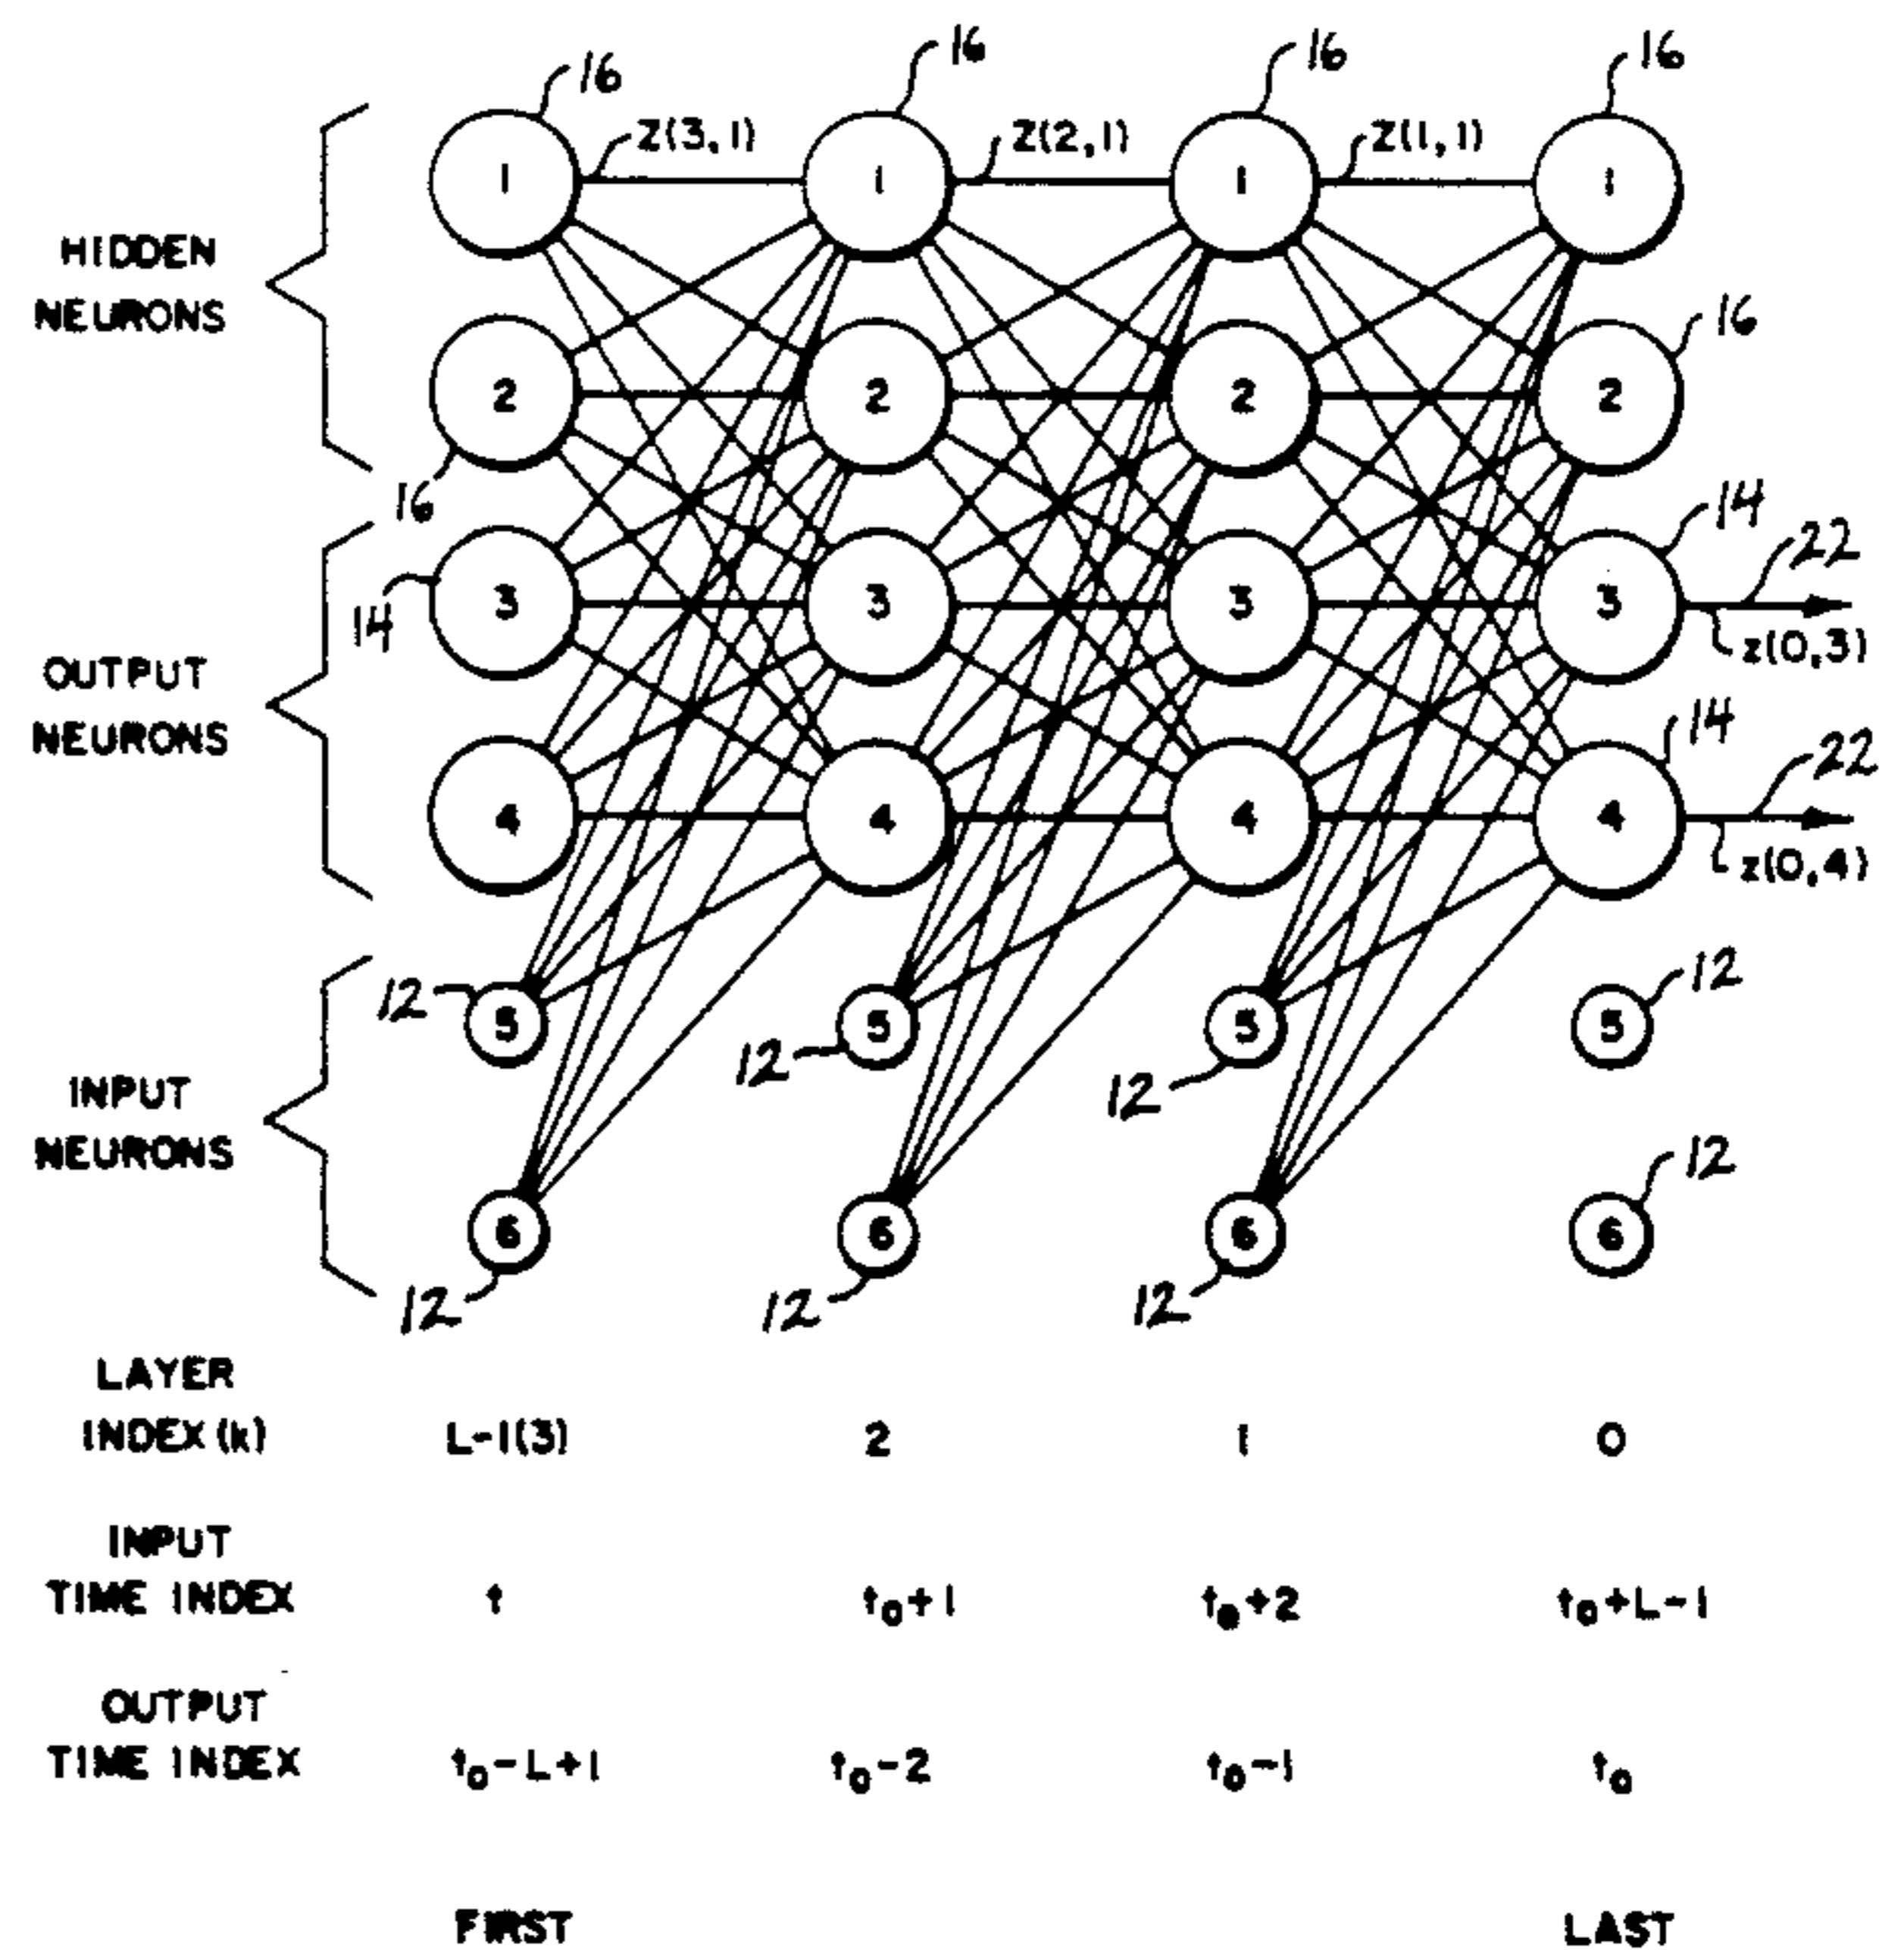 16 16 16 16
Z(3,1) Z(2,1) Z(1,1)
1 1 1 1
HIDDEN
NEURONS
16
2 2 2 2
16
14
22
OUTPUT
NEURONS
14
3 3 3 3
z(0,3)
14
22
4 4 4 4
z(0,4)
INPUT
NEURONS
12 12
5 5 5 5
12 12
12
6 6 6 6
12 12 12
LAYER
INDEX (k) L-1(3) 2 1 0
INPUT
TIME INDEX t t₀+1 t₀+2 t₀+L-1
OUTPUT
TIME INDEX t₀-L+1 t₀-2 t₀-1 t₀
FIRST LAST